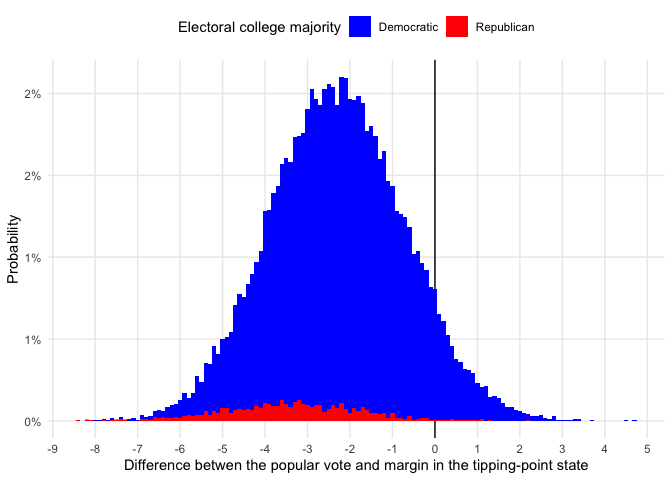 Electoral college majority Democratic Republican
Probability
2%
2%
1%
1%
0%
-9 -8 -7 -6 -5 -4 -3 -2 -1 0 1 2 3 4 5
Difference betwen the popular vote and margin in the tipping-point state